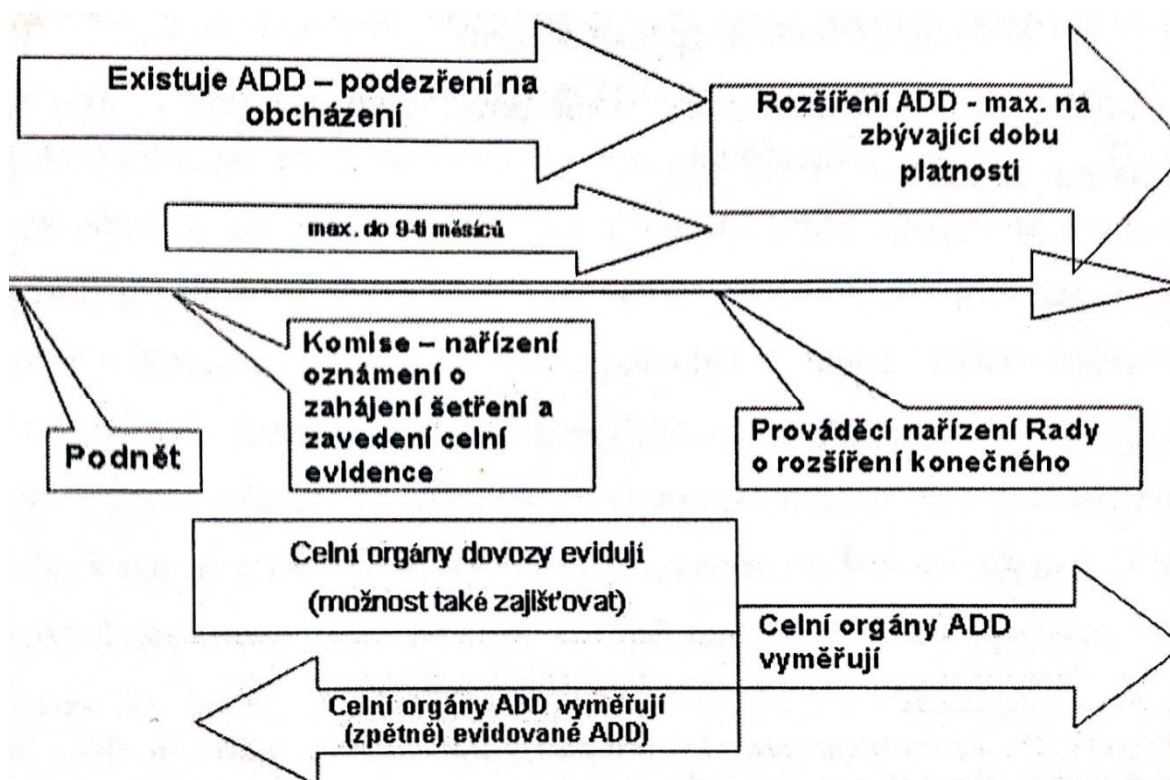 Existuje ADD – podezření na
obcházení
Rozšíření ADD - max. na
zbývající dobu
platnosti
max. do 9-ti měsíců
Komise – nařízení
oznámení o
zahájení šetření a
zavedení celní
evidence
Podnět
Prováděcí nařízení Rady
o rozšíření konečného
Celní orgány dovozy evidují
(možnost také zajišťovat)
Celní orgány ADD
vyměřují
Celní orgány ADD vyměřují
(zpětně) evidované ADD)